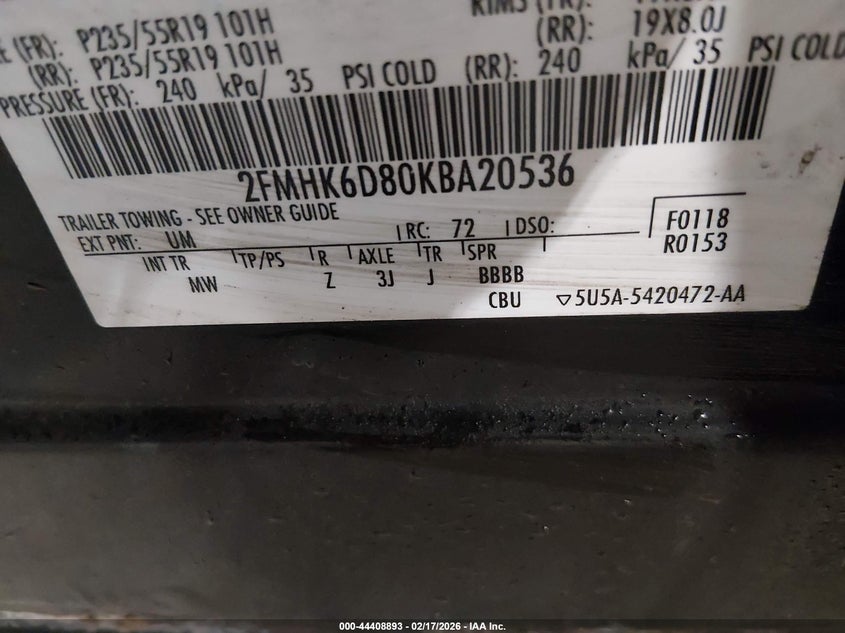 RIMS (FR):
(FR): P235/55R19 101H (RR): 19X8.0J
(RR): P235/55R19 101H
PRESSURE (FR): 240 kPa/ 35 PSI COLD (RR): 240 kPa/ 35 PSI COLD
2FMHK6D80KBA20536
TRAILER TOWING - SEE OWNER GUIDE
EXT PNT: UM RC: 72 DSO: F0118
R0153
INT TR TP/PS R AXLE TR SPR
MW Z 3J J BBBB
CBU ▽5U5A-5420472-AA
000-44408893 - 02/17/2026 - IAA Inc.